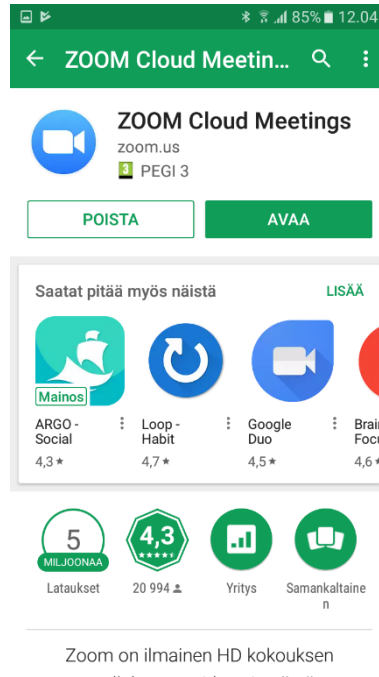 85% 12.04
ZOOM Cloud Meetin...
ZOOM Cloud Meetings
zoom.us
3 PEGI 3
POISTA AVAA
Saatat pitää myös näistä LISÄÄ
Mainos
ARGO - Social
4,3★
Loop - Habit
4,7★
Google Duo
4,5★
Brai
Focu
4,6
5
MILJOONAA
Lataukset
4,3
20 994
Yritys
Samankaltaine
n
Zoom on ilmainen HD kokouksen